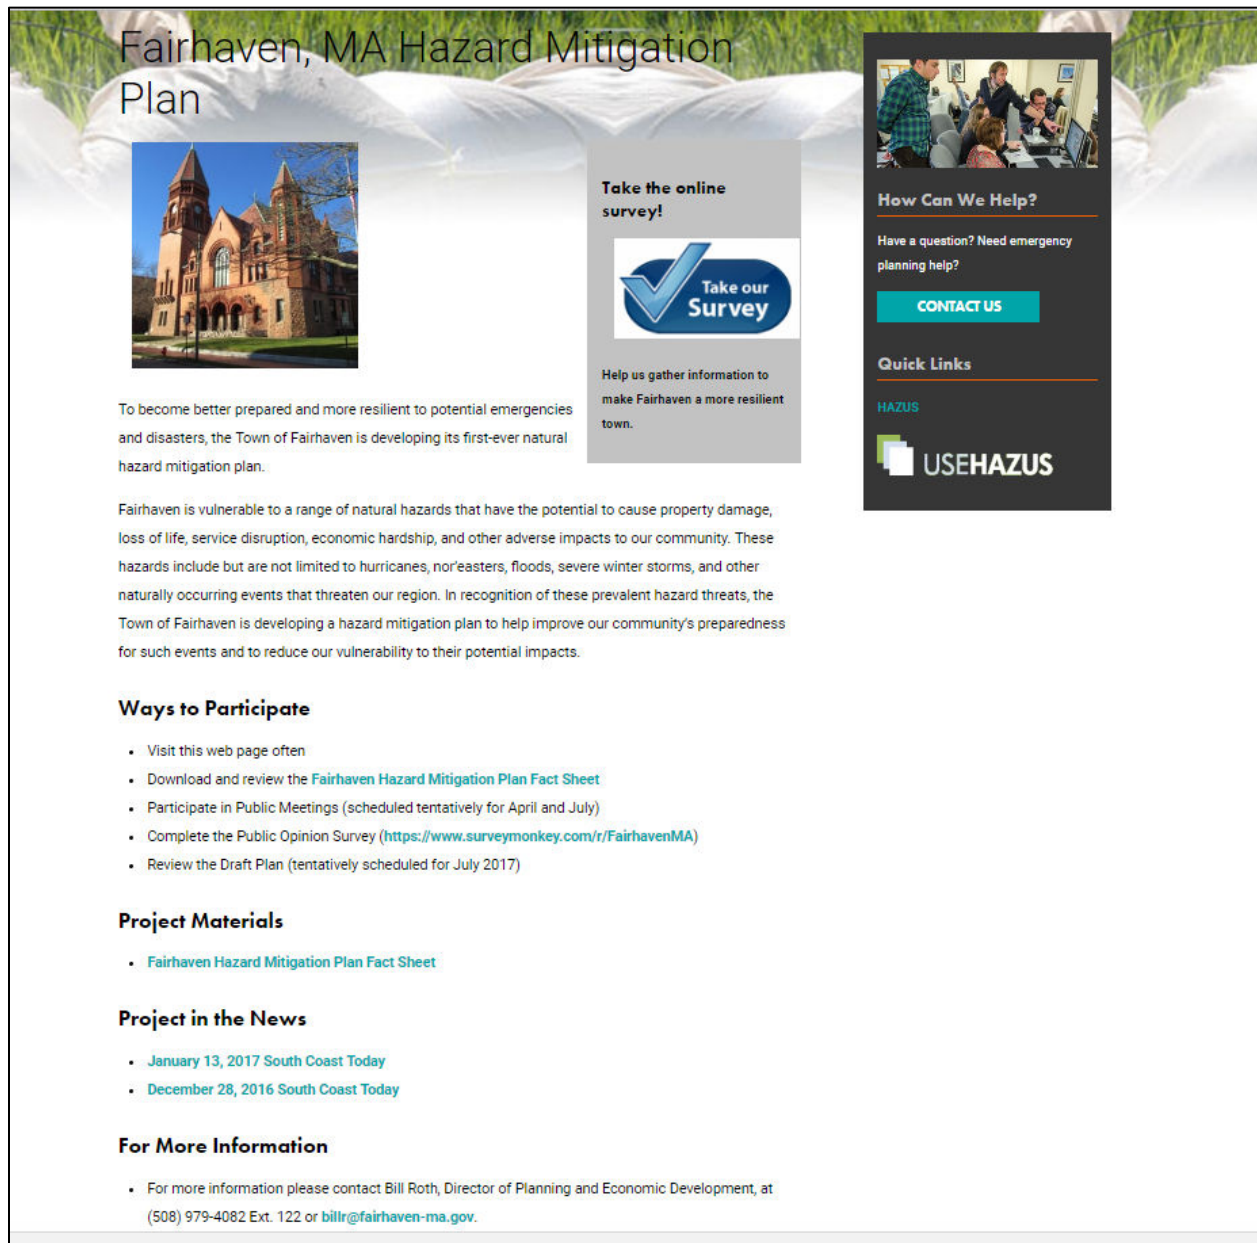 Fairhaven, MA Hazard Mitigation
Plan
Take the online
survey!
Take our
Survey
Help us gather information to
make Fairhaven a more resilient
town.
To become better prepared and more resilient to potential emergencies
and disasters, the Town of Fairhaven is developing its first-ever natural
hazard mitigation plan.
Fairhaven is vulnerable to a range of natural hazards that have the potential to cause property damage,
loss of life, service disruption, economic hardship, and other adverse impacts to our community. These
hazards include but are not limited to hurricanes, nor'easters, floods, severe winter storms, and other
naturally occurring events that threaten our region. In recognition of these prevalent hazard threats, the
Town of Fairhaven is developing a hazard mitigation plan to help improve our community's preparedness
for such events and to reduce our vulnerability to their potential impacts.
Ways to Participate
• Visit this web page often
• Download and review the Fairhaven Hazard Mitigation Plan Fact Sheet
• Participate in Public Meetings (scheduled tentatively for April and July)
• Complete the Public Opinion Survey (https://www.surveymonkey.com/r/FairhavenMA)
• Review the Draft Plan (tentatively scheduled for July 2017)
Project Materials
• Fairhaven Hazard Mitigation Plan Fact Sheet
Project in the News
• January 13, 2017 South Coast Today
• December 28, 2016 South Coast Today
For More Information
• For more information please contact Bill Roth, Director of Planning and Economic Development, at
(508) 979-4082 Ext. 122 or billr@fairhaven-ma.gov.
How Can We Help?
Have a question? Need emergency
planning help?
CONTACT US
Quick Links
HAZUS
USEHAZUS